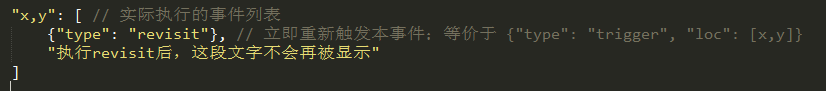 "x,y": [ // 实际执行的事件列表
{"type": "revisit"}, // 立即重新触发本事件；等价于 {"type": "trigger", "loc": [x,y]}
"执行revisit后，这段文字不会再被显示"
]